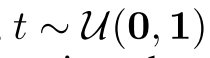 , t ∼ 𝒰(𝟎, 𝟏)